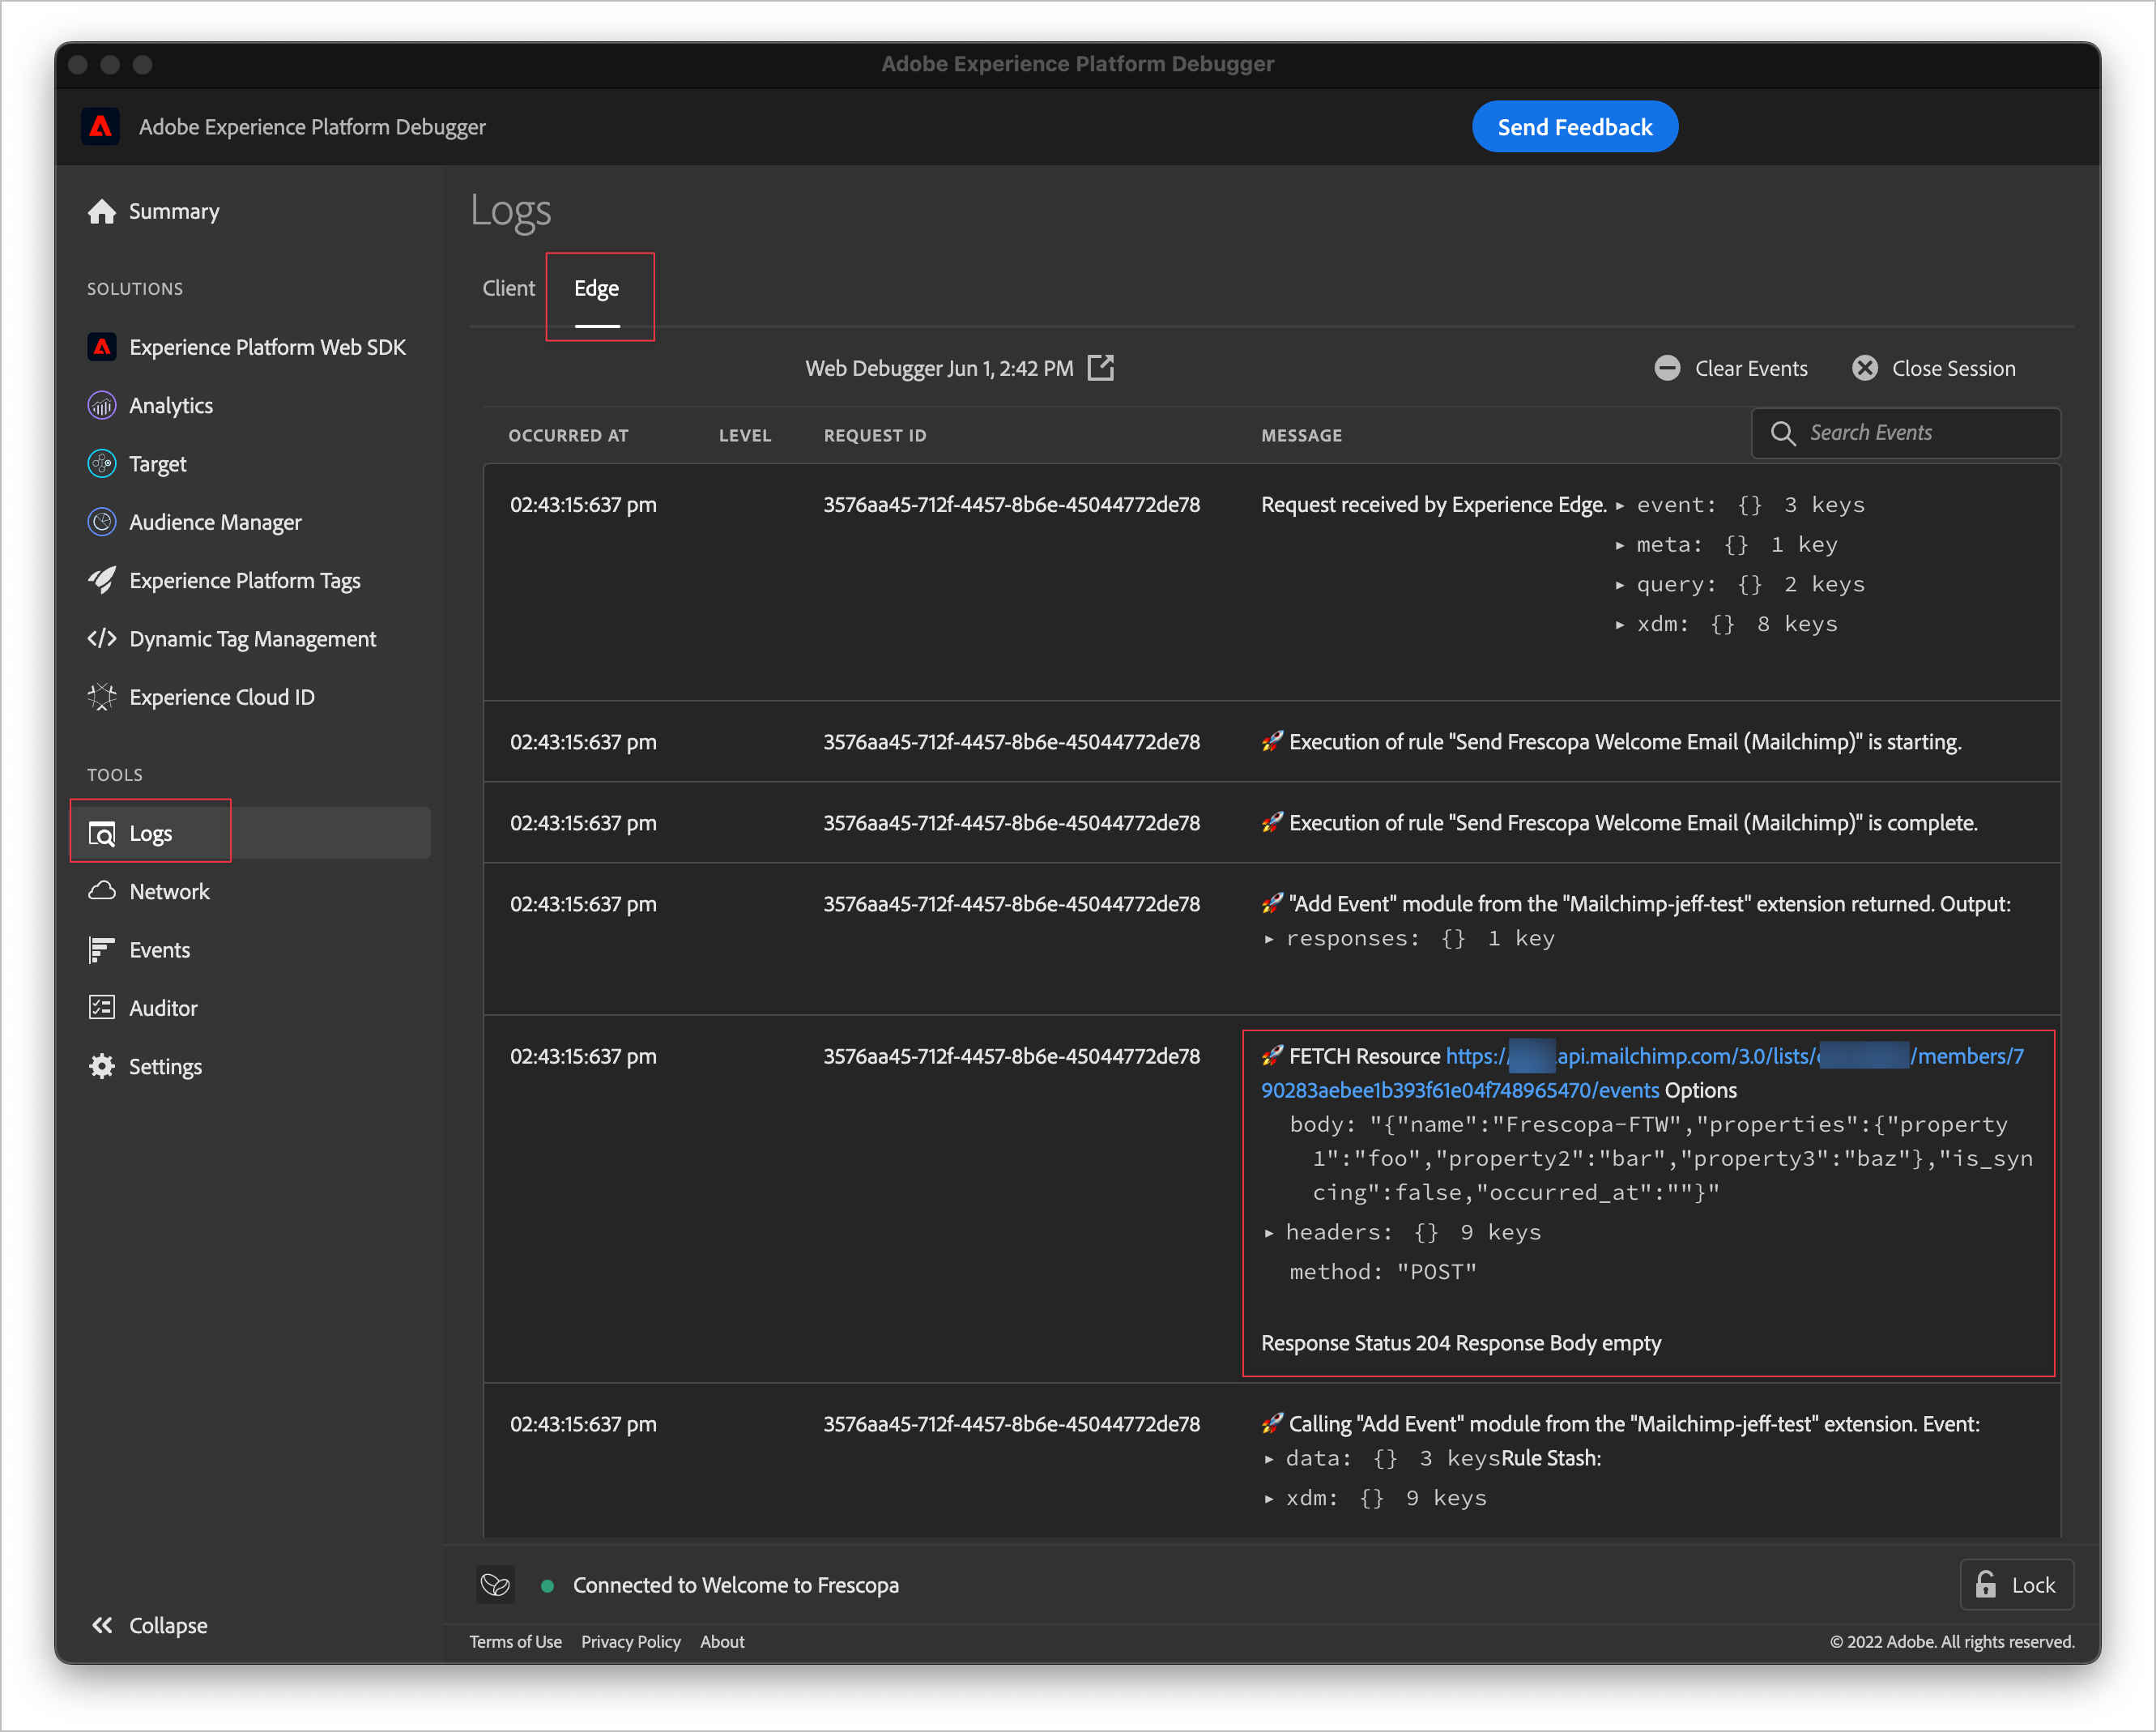 Adobe Experience Platform Debugger
Adobe Experience Platform Debugger
Send Feedback
Summary
SOLUTIONS
Experience Platform Web SDK
Analytics
Target
Audience Manager
Experience Platform Tags
Dynamic Tag Management
Experience Cloud ID
TOOLS
Logs
Network
Events
Auditor
Settings
Collapse
Logs
Client Edge
Web Debugger Jun 1, 2:42 PM
Clear Events Close Session
OCCURRED AT LEVEL REQUEST ID MESSAGE Search Events
02:43:15:637 pm 3576aa45-712f-4457-8b6e-45044772de78 Request received by Experience Edge. ▸ event: {} 3 keys
▸ meta: {} 1 key
▸ query: {} 2 keys
▸ xdm: {} 8 keys
02:43:15:637 pm 3576aa45-712f-4457-8b6e-45044772de78 🚀 Execution of rule "Send Frescopa Welcome Email (Mailchimp)" is starting.
02:43:15:637 pm 3576aa45-712f-4457-8b6e-45044772de78 🚀 Execution of rule "Send Frescopa Welcome Email (Mailchimp)" is complete.
02:43:15:637 pm 3576aa45-712f-4457-8b6e-45044772de78 🚀 "Add Event" module from the "Mailchimp-jeff-test" extension returned. Output:
▸ responses: {} 1 key
02:43:15:637 pm 3576aa45-712f-4457-8b6e-45044772de78 🚀 FETCH Resource https:// .api.mailchimp.com/3.0/lists/ /members/7
90283aebee1b393f61e04f748965470/events Options
body: "{"name":"Frescopa-FTW","properties":{"property
1":"foo","property2":"bar","property3":"baz"},"is_syn
cing":false,"occurred_at":""}"
▸ headers: {} 9 keys
method: "POST"
Response Status 204 Response Body empty
02:43:15:637 pm 3576aa45-712f-4457-8b6e-45044772de78 🚀 Calling "Add Event" module from the "Mailchimp-jeff-test" extension. Event:
▸ data: {} 3 keysRule Stash:
▸ xdm: {} 9 keys
Connected to Welcome to Frescopa
Lock
Terms of Use Privacy Policy About
© 2022 Adobe. All rights reserved.